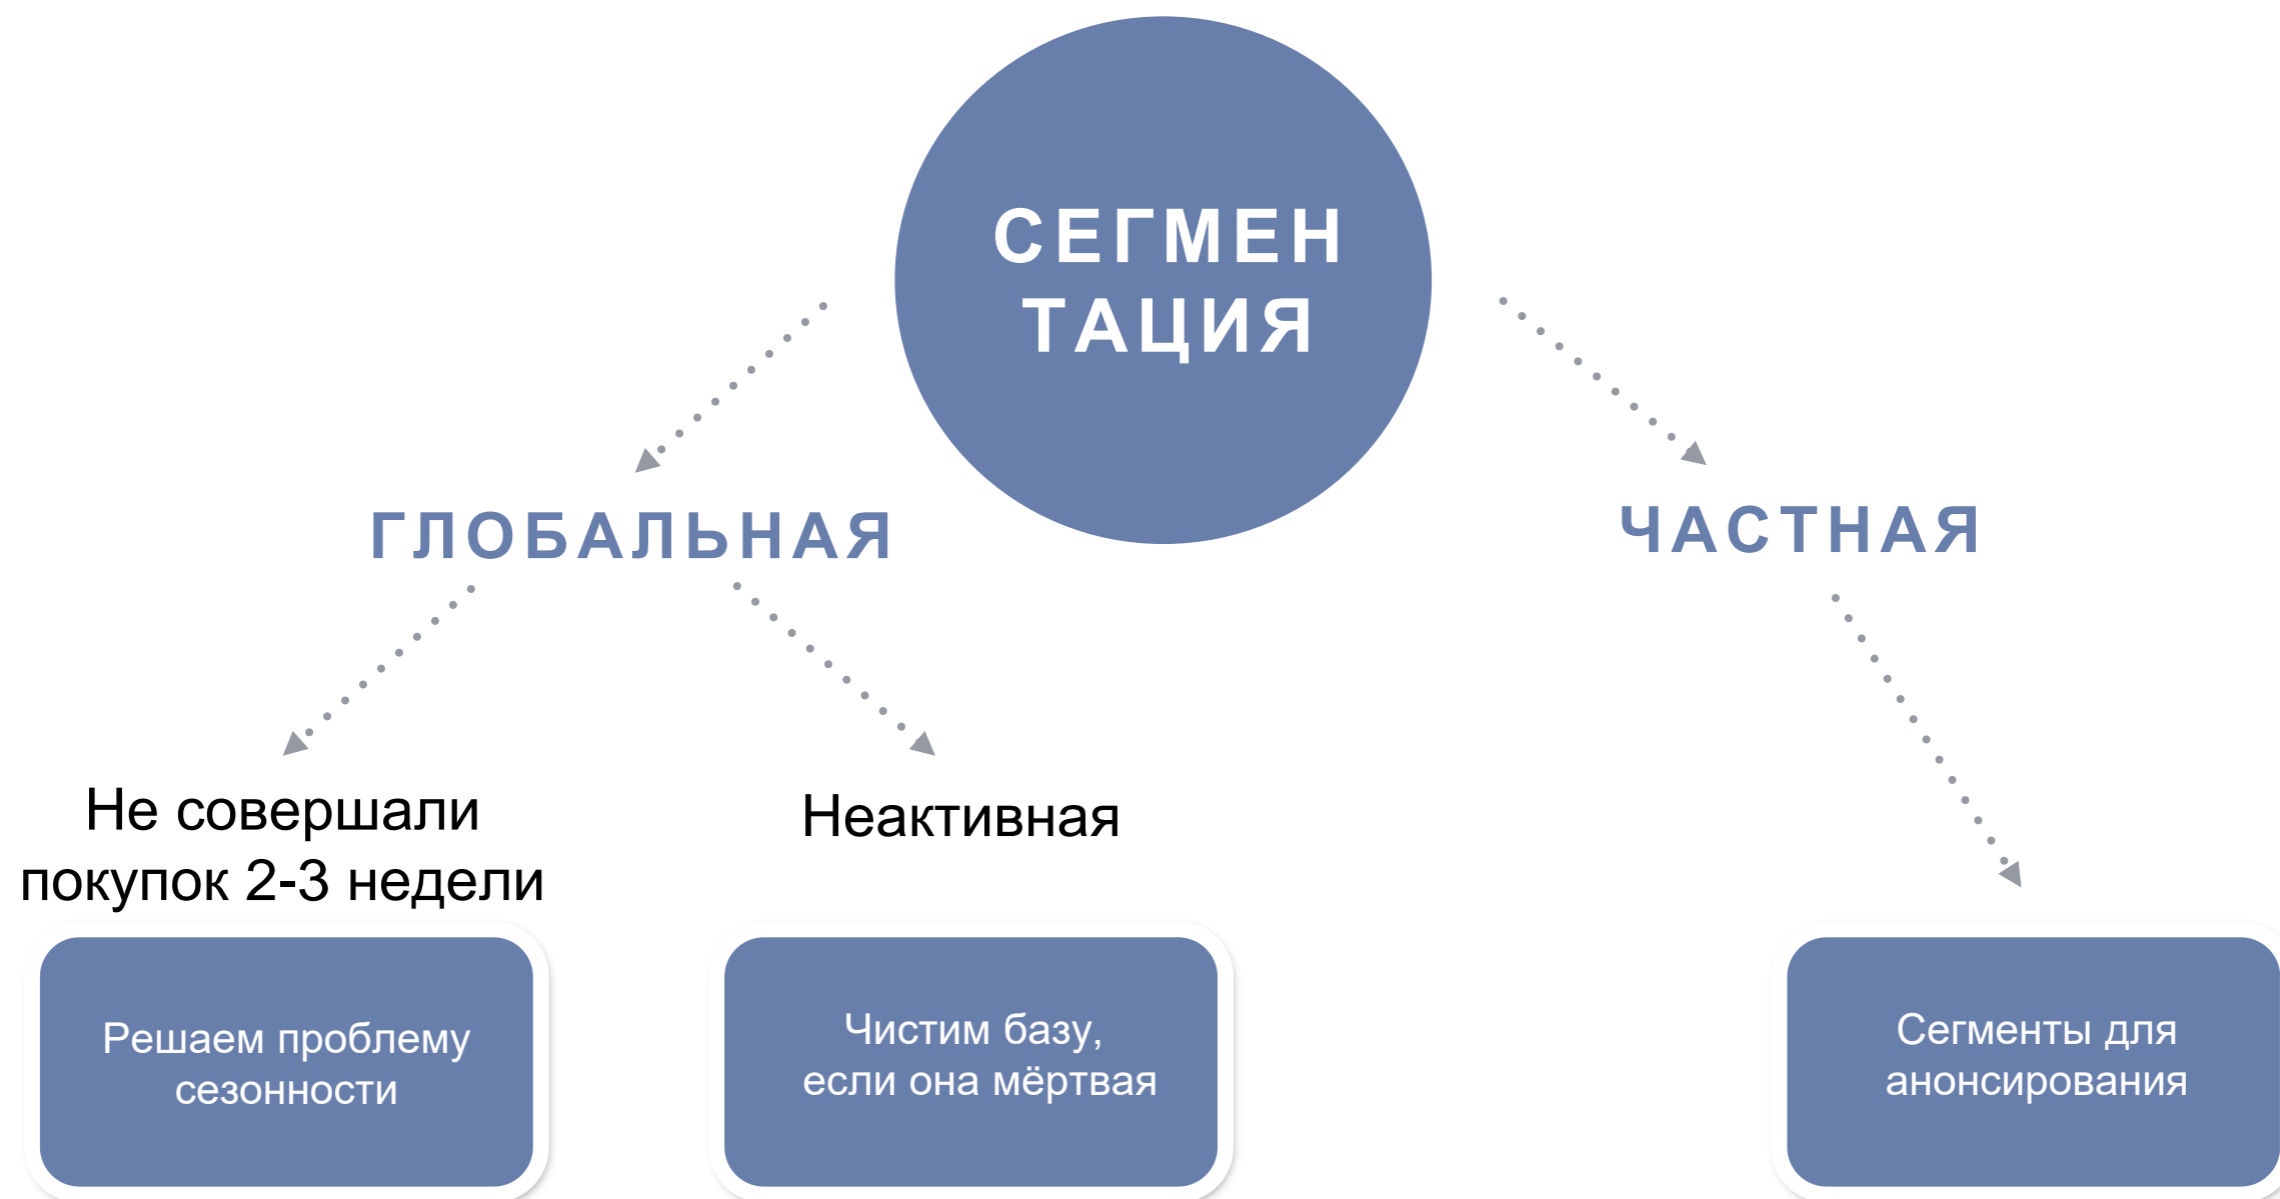 СЕГМЕН
ТАЦИЯ
ГЛОБАЛЬНАЯ
ЧАСТНАЯ
Не совершали
покупок 2-3 недели
Неактивная
Решаем проблему
сезонности
Чистим базу,
если она мёртвая
Сегменты для
анонсирования